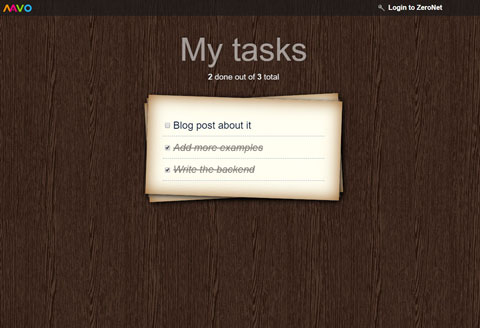 MVO
Login to ZeroNet
My tasks
2 done out of 3 total
Blog post about it
Add more examples
Write the backend